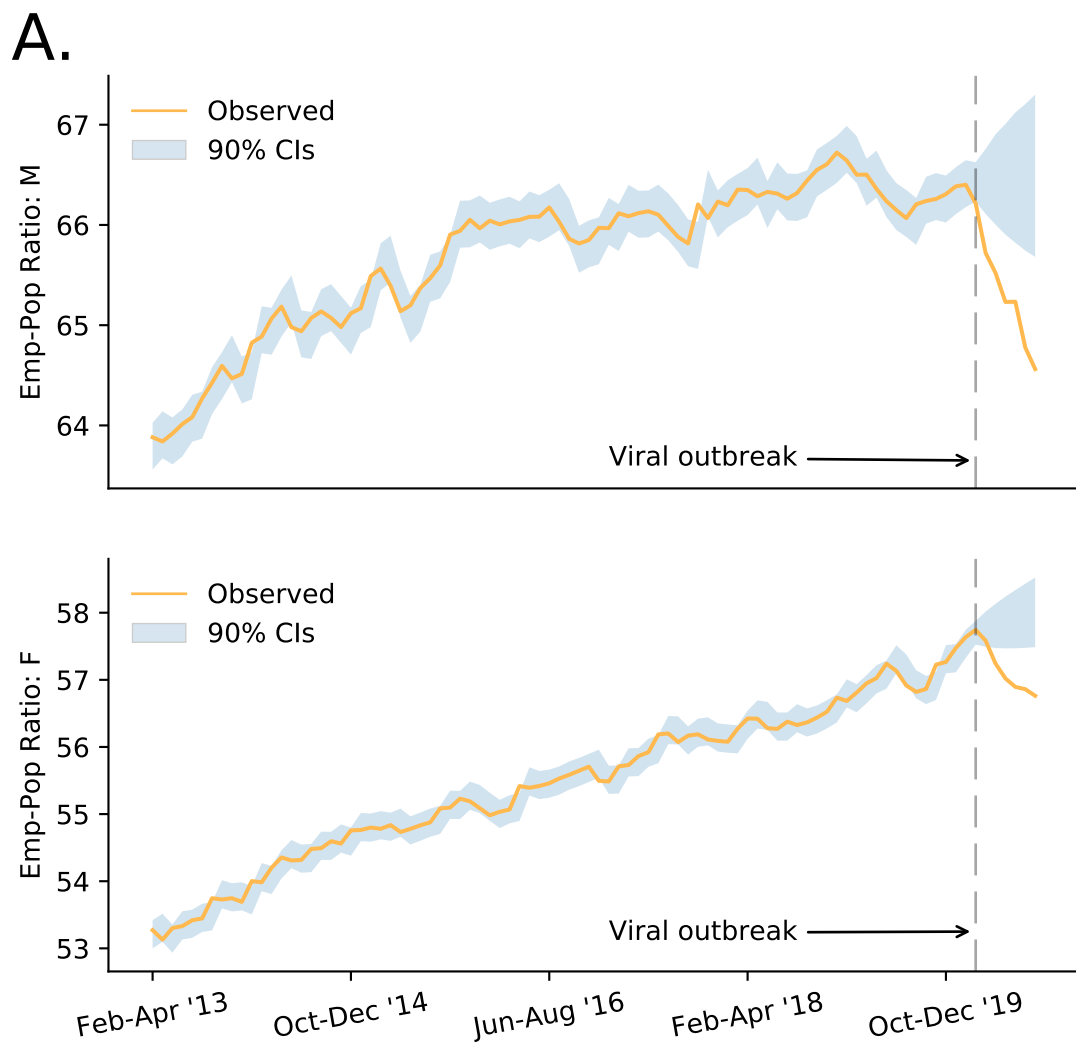 A.
Emp-Pop Ratio: M
67
66
65
64
Observed
90% CIs
Viral outbreak
Emp-Pop Ratio: F
58
57
56
55
54
53
Observed
90% CIs
Viral outbreak
Feb-Apr '13
Oct-Dec '14
Jun-Aug '16
Feb-Apr '18
Oct-Dec '19